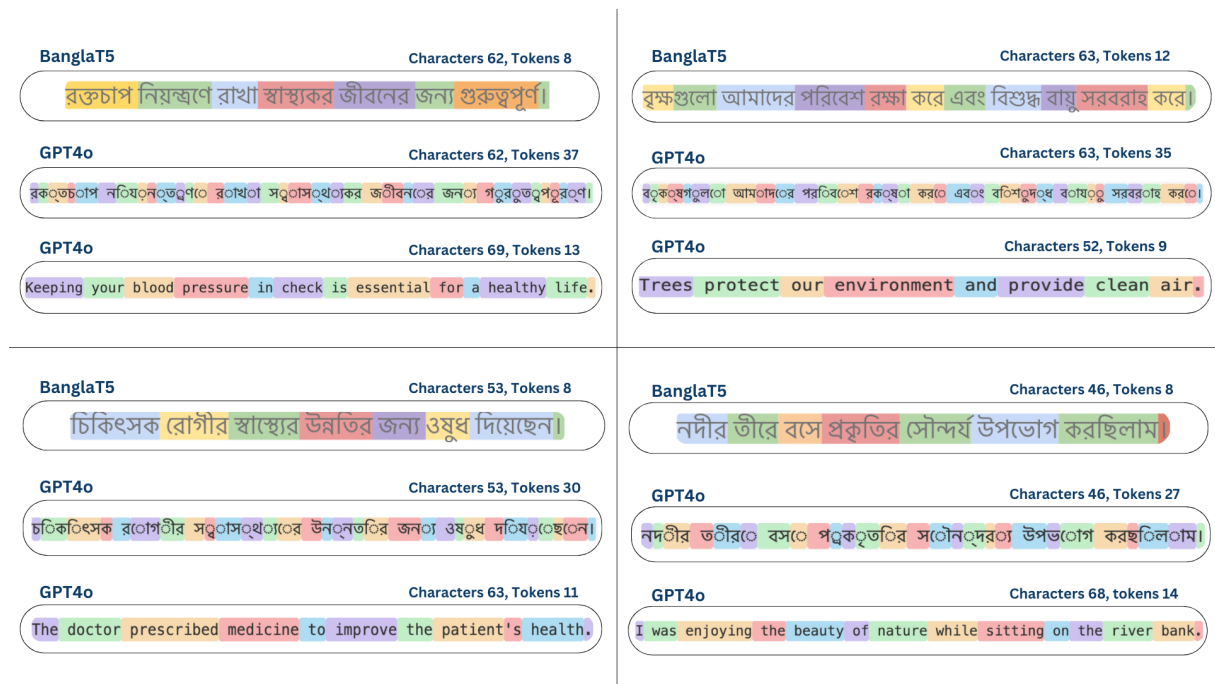 BanglaT5
Characters 62, Tokens 8
রক্তচাপ নিয়ন্ত্রণে রাখা স্বাস্থ্যকর জীবনের জন্য গুরুত্বপূর্ণ।
GPT4o
Characters 62, Tokens 37
রক্তচাপ নিয়ন্ত্রণে রাখা স্বাস্থ্যকর জীবনের জন্য গুরুত্বপূর্ণ।
GPT4o
Characters 69, Tokens 13
Keeping your blood pressure in check is essential for a healthy life.
BanglaT5
Characters 63, Tokens 12
বৃক্ষগুলো আমাদের পরিবেশ রক্ষা করে এবং বিশুদ্ধ বায়ু সরবরাহ করে।
GPT4o
Characters 63, Tokens 35
বৃক্ষগুলো আমাদের পরিবেশ রক্ষা করে এবং বিশুদ্ধ বায়ু সরবরাহ করে।
GPT4o
Characters 52, Tokens 9
Trees protect our environment and provide clean air.
BanglaT5
Characters 53, Tokens 8
চিকিৎসক রোগীর স্বাস্থ্যের উন্নতির জন্য ওষুধ দিয়েছেন।
GPT4o
Characters 53, Tokens 30
চিকিৎসক রোগীর স্বাস্থ্যের উন্নতির জন্য ওষুধ দিয়েছেন।
GPT4o
Characters 63, Tokens 11
The doctor prescribed medicine to improve the patient's health.
BanglaT5
Characters 46, Tokens 8
নদীর তীরে বসে প্রকৃতির সৌন্দর্য উপভোগ করছিলাম।
GPT4o
Characters 46, Tokens 27
নদীর তীরে বসে প্রকৃতির সৌন্দর্য উপভোগ করছিলাম।
GPT4o
Characters 68, tokens 14
I was enjoying the beauty of nature while sitting on the river bank.